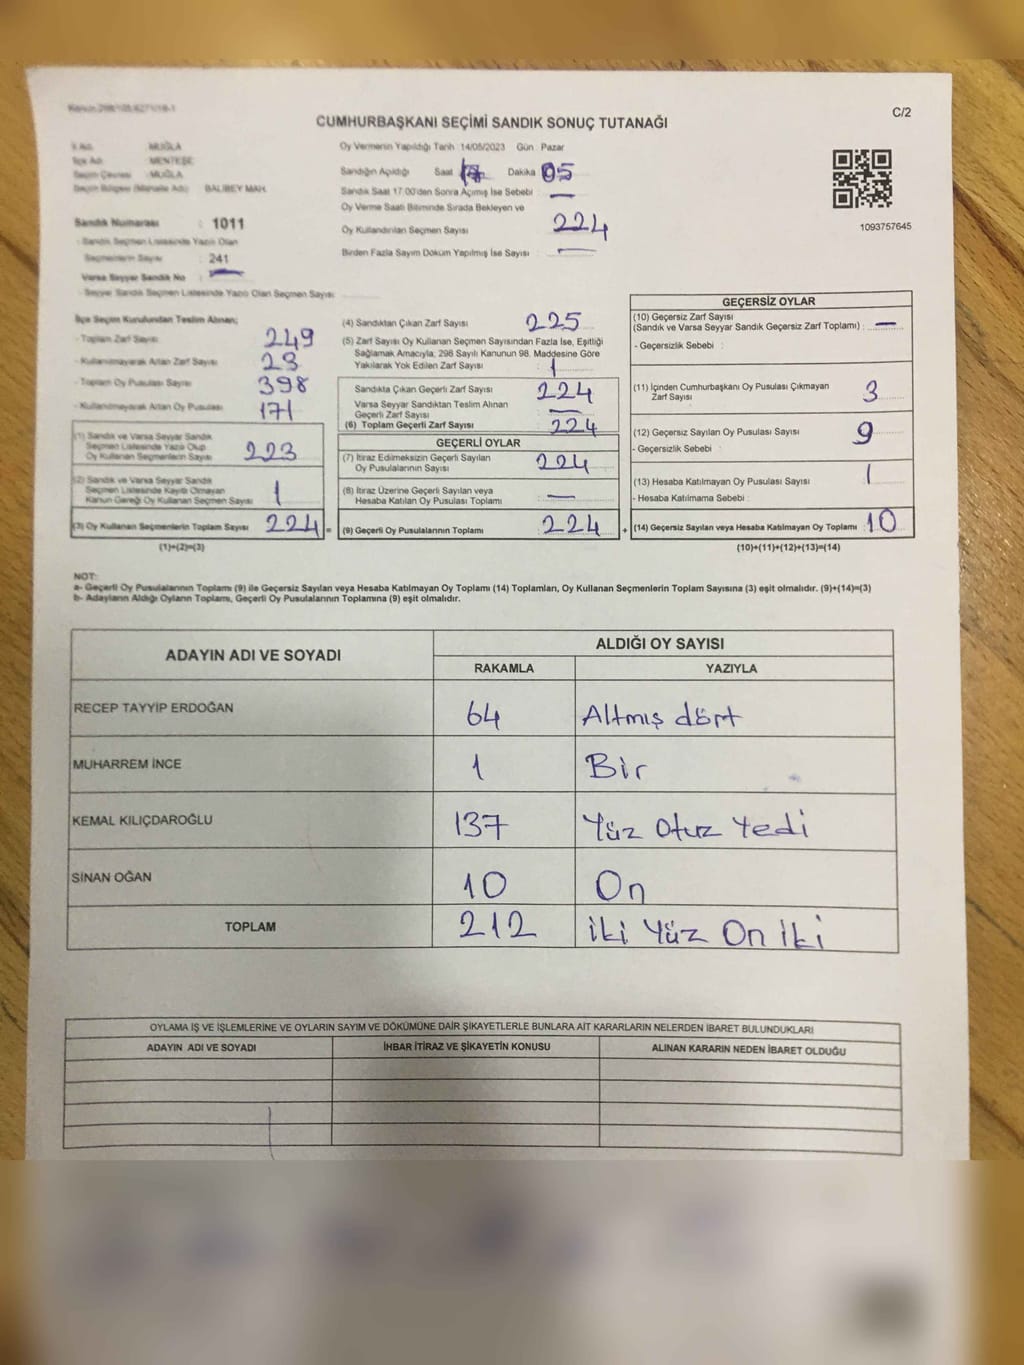 C/2
CUMHURBAŞKANI SEÇİMİ SANDIK SONUÇ TUTANAĞI
İl Adı : MUĞLA
İlçe Adı : MENTEŞE
Seçim Çevresi : MUĞLA
Seçim Bölgesi (Mahalle Adı) : BALIBEY MAH.
Sandık Numarası : 1011
- Sandık Seçmen Listesinde Yazılı Olan
Seçmenlerin Sayısı : 241
Varsa Seyyar Sandık No : —
- Seyyar Sandık Seçmen Listesinde Yazılı Olan Seçmen Sayısı
Oy Vermenin Yapıldığı Tarih :14/05/2023 Gün : Pazar
Sandığın Açıldığı Saat 17 Dakika 05
Sandık Saat 17:00'den Sonra Açımış İse Sebebi : —
Oy Verme Saati Bitiminde Sırada Bekleyen ve
Oy Kullandırılan Seçmen Sayısı : 224
Birden Fazla Sayım Döküm Yapılmış İse Sayısı : —
1093757645
İlçe Seçim Kurulundan Teslim Alınan;
- Toplam Zarf Sayısı 249
- Kullanılmayarak Artan Zarf Sayısı 23
- Toplam Oy Pusulası Sayısı 398
- Kullanılmayarak Artan Oy Pusulası 171
(1) Sandık ve Varsa Seyyar Sandık
Seçmen Listesinde Yazılı Olup
Oy Kullanan Seçmenlerin Sayısı 223
(2) Sandık ve Varsa Seyyar Sandık
Seçmen Listesinde Kayıtlı Olmayan
Kanun Gereği Oy Kullanan Seçmen Sayısı 1
(3) Oy Kullanan Seçmenlerin Toplam Sayısı 224 =
(1)+(2)=(3)
(4) Sandıktan Çıkan Zarf Sayısı 225
(5) Zarf Sayısı Oy Kullanan Seçmen Sayısından Fazla İse, Eşitliği
Sağlamak Amacıyla, 298 Sayılı Kanunun 98. Maddesine Göre
Yakılarak Yok Edilen Zarf Sayısı : 1
Sandıkta Çıkan Geçerli Zarf Sayısı 224
Varsa Seyyar Sandıktan Teslim Alınan
Geçerli Zarf Sayısı —
(6) Toplam Geçerli Zarf Sayısı 224
GEÇERLİ OYLAR
(7) İtiraz Edimeksizin Geçerli Sayılan
Oy Pusulalarının Sayısı 224
(8) İtiraz Üzerine Geçerli Sayılan veya
Hesaba Katılan Oy Pusulası Toplamı : —
(9) Geçerli Oy Pusulalarının Toplamı : 224 +
GEÇERSİZ OYLAR
(10) Geçersiz Zarf Sayısı
(Sandık ve Varsa Seyyar Sandık Geçersiz Zarf Toplamı) : —
- Geçersizlik Sebebi :
(11) İçinden Cumhurbaşkanı Oy Pusulası Çıkmayan
Zarf Sayısı 3
(12) Geçersiz Sayılan Oy Pusulası Sayısı : 9
- Geçersizlik Sebebi :
(13) Hesaba Katılmayan Oy Pusulası Sayısı : 1
- Hesaba Katılmama Sebebi :
(14) Geçersiz Sayılan veya Hesaba Katılmayan Oy Toplamı : 10
(10)+(11)+(12)+(13)=(14)
NOT:
a- Geçerli Oy Pusulalarının Toplamı (9) ile Geçersiz Sayılan veya Hesaba Katılmayan Oy Toplamı (14) Toplamları, Oy Kullanan Seçmenlerin Toplam Sayısına (3) eşit olmalıdır. (9)+(14)=(3)
b- Adayların Aldığı Oyların Toplamı, Geçerli Oy Pusulalarının Toplamına (9) eşit olmalıdır.
ADAYIN ADI VE SOYADI
ALDIĞI OY SAYISI
RAKAMLA YAZIYLA
RECEP TAYYİP ERDOĞAN 64 Altmış dört
MUHARREM İNCE 1 Bir
KEMAL KILIÇDAROĞLU 137 Yüz Otuz Yedi
SİNAN OĞAN 10 On
TOPLAM 212 İki Yüz On İki
OYLAMA İŞ VE İŞLEMLERİNE VE OYLARIN SAYIM VE DÖKÜMÜNE DAİR ŞİKAYETLERLE BUNLARA AİT KARARLARIN NELERDEN İBARET BULUNDUKLARI
ADAYIN ADI VE SOYADI İHBAR İTİRAZ VE ŞİKAYETİN KONUSU ALINAN KARARIN NEDEN İBARET OLDUĞU